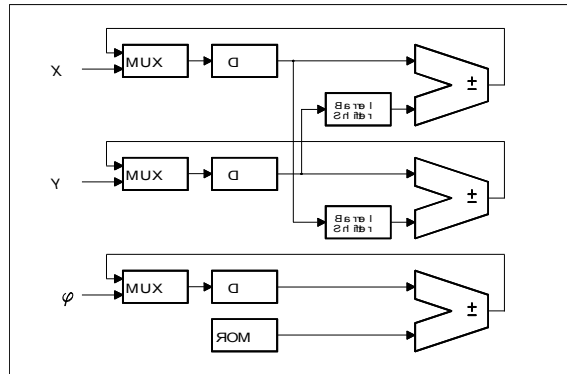 X
MUX
D
Barrel
Shifter
±
Y
MUX
D
Barrel
Shifter
±
φ
MUX
D
ROM
±